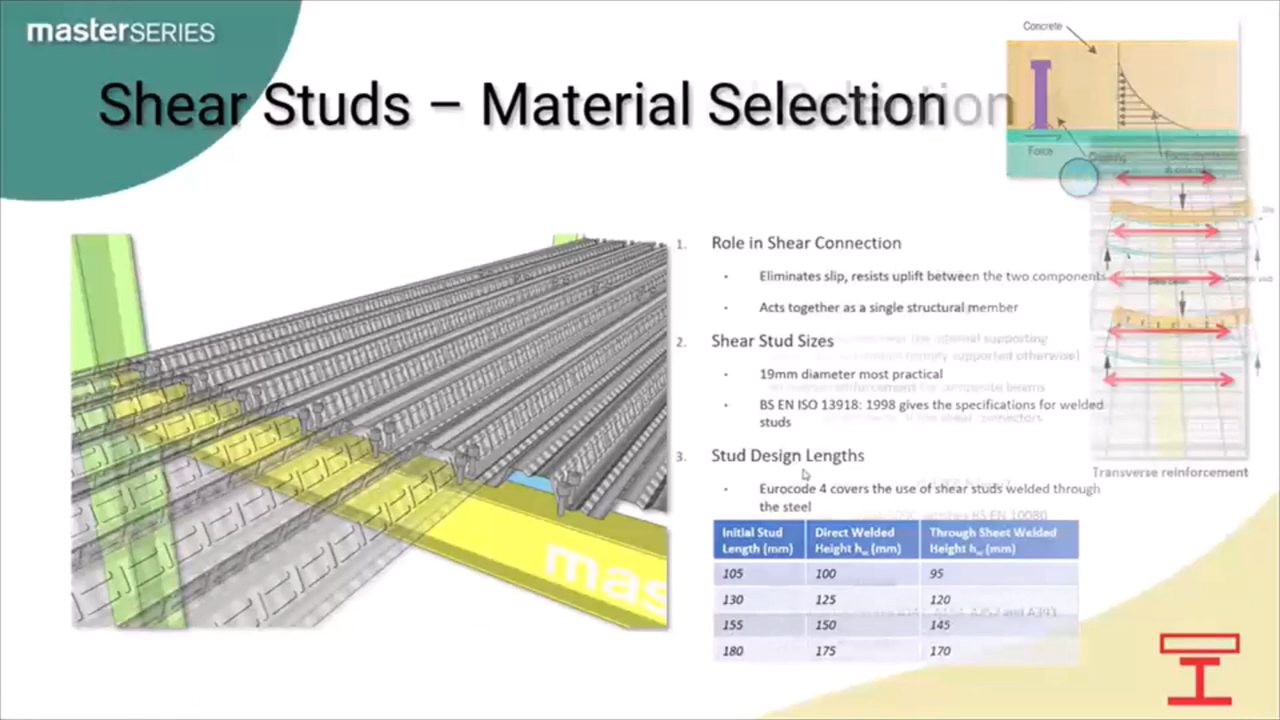 masterSERIES
Concrete
Shear Studs – Material Selection
Force
1. Role in Shear Connection
• Eliminates slip, resists uplift between the two components
• Acts together as a single structural member
2. Shear Stud Sizes
• 19mm diameter most practical
• BS EN ISO 13918: 1998 gives the specifications for welded
studs
3. Stud Design Lengths
Transverse reinforcement
• Eurocode 4 covers the use of shear studs welded through
the steel
Initial Stud Length (mm) Direct Welded Height hsc (mm) Through Sheet Welded Height hsc (mm)
105 100 95
130 125 120
155 150 145
180 175 170
mas